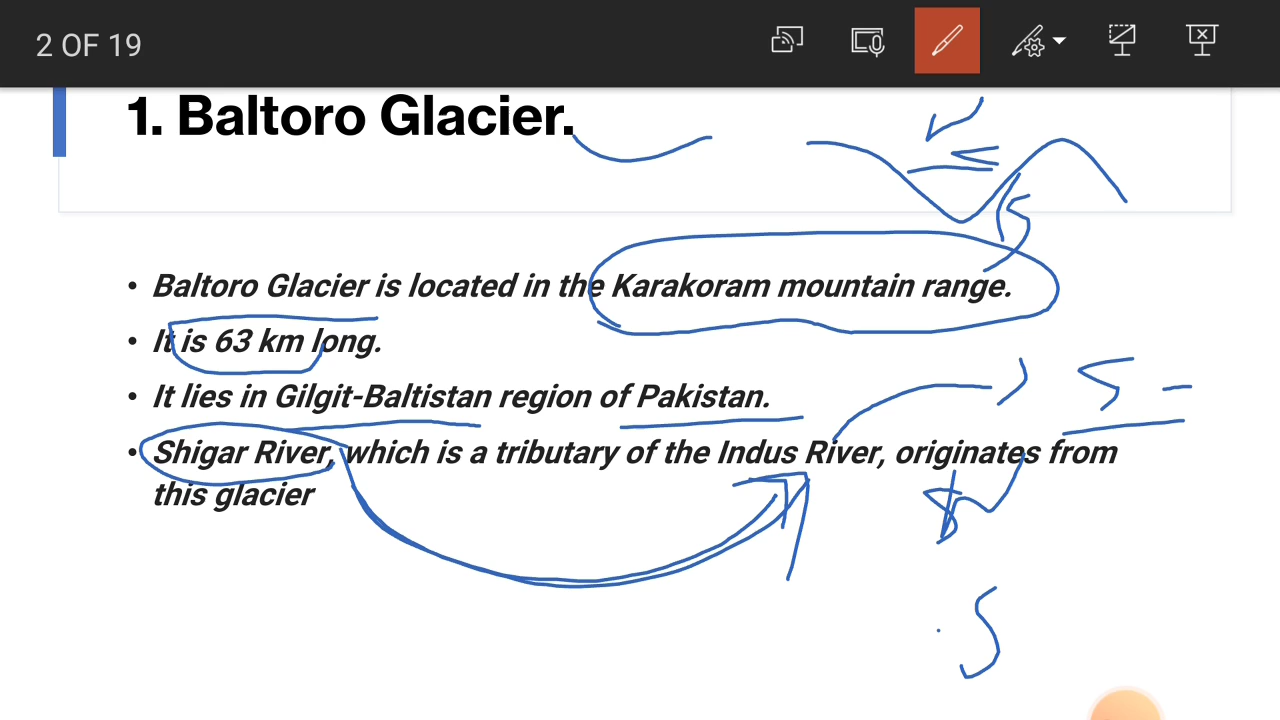 2 OF 19
1. Baltoro Glacier.
• Baltoro Glacier is located in the Karakoram mountain range.
• It is 63 km long.
• It lies in Gilgit-Baltistan region of Pakistan.
• Shigar River, which is a tributary of the Indus River, originates from
this glacier